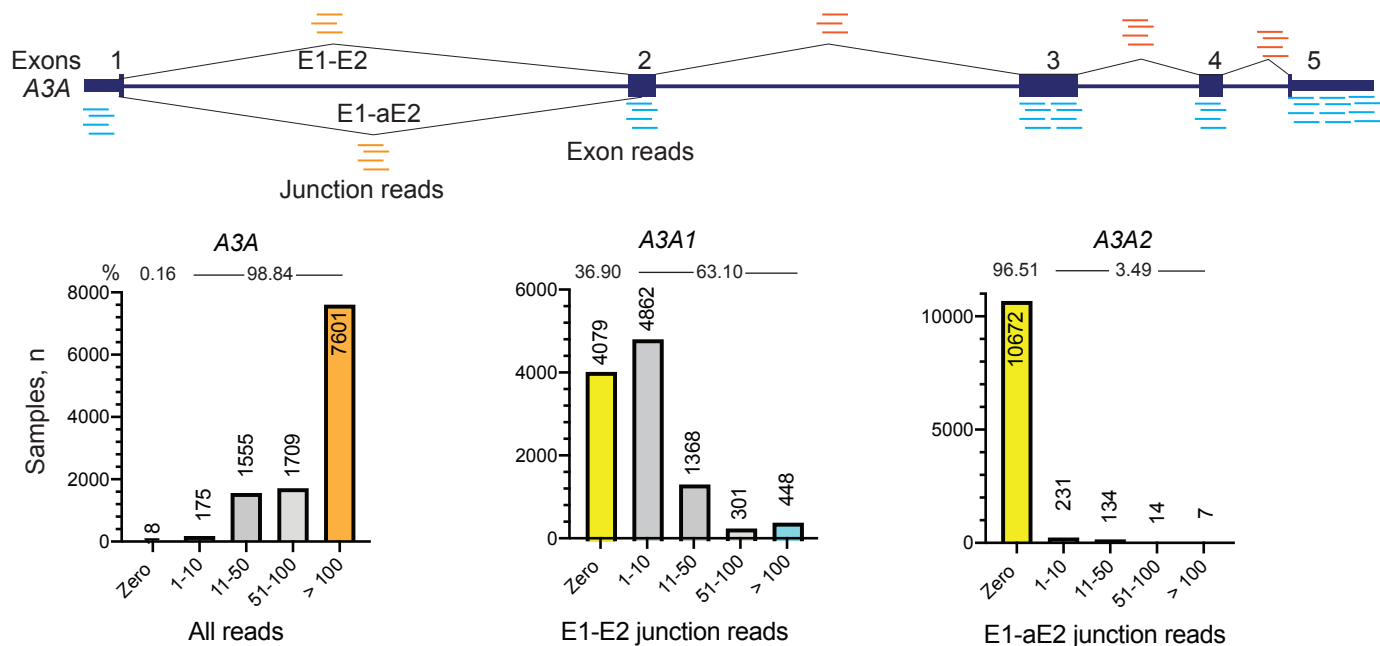 Exons 1 2 3 4 5
E1-E2
A3A
E1-aE2
Exon reads
Junction reads
A3A
% 0.16 98.84
Samples, n
8000
6000
4000
2000
0
8 175 1555 1709 7601
Zero 1-10 11-50 51-100 > 100
All reads
A3A1
36.90 63.10
6000
4000
2000
0
4079 4862 1368 301 448
Zero 1-10 11-50 51-100 > 100
E1-E2 junction reads
A3A2
96.51 3.49
10000
5000
0
10672 231 134 14 7
Zero 1-10 11-50 51-100 > 100
E1-aE2 junction reads